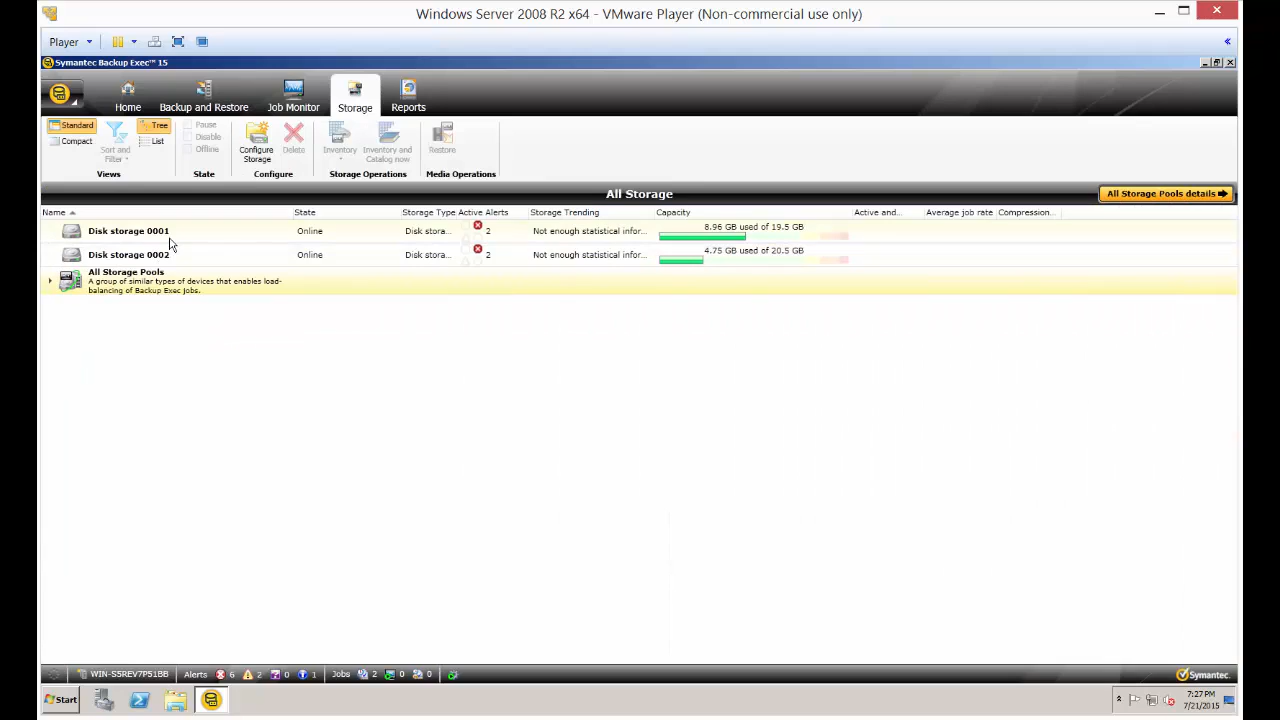 Windows Server 2008 R2 x64 - VMware Player (Non-commercial use only)
Player
Symantec Backup Exec™ 15
Home
Backup and Restore
Job Monitor
Storage
Reports
Standard
Compact
Sort and
Filter
Tree
List
Views
Pause
Disable
Offline
State
Configure
Storage
Delete
Configure
Inventory
Inventory and
Catalog now
Storage Operations
Restore
Media Operations
All Storage
All Storage Pools details
Name State Storage Type Active Alerts Storage Trending Capacity Active and... Average job rate Compression...
Disk storage 0001 Online Disk stora... 2 Not enough statistical infor... 8.96 GB used of 19.5 GB
Disk storage 0002 Online Disk stora... 2 Not enough statistical infor... 4.75 GB used of 20.5 GB
All Storage Pools
A group of similar types of devices that enables load-
balancing of Backup Exec jobs.
WIN-S5REV7P51BB Alerts 6 2 0 1 Jobs 2 0 0
Symantec.
Start
7:27 PM
7/21/2015